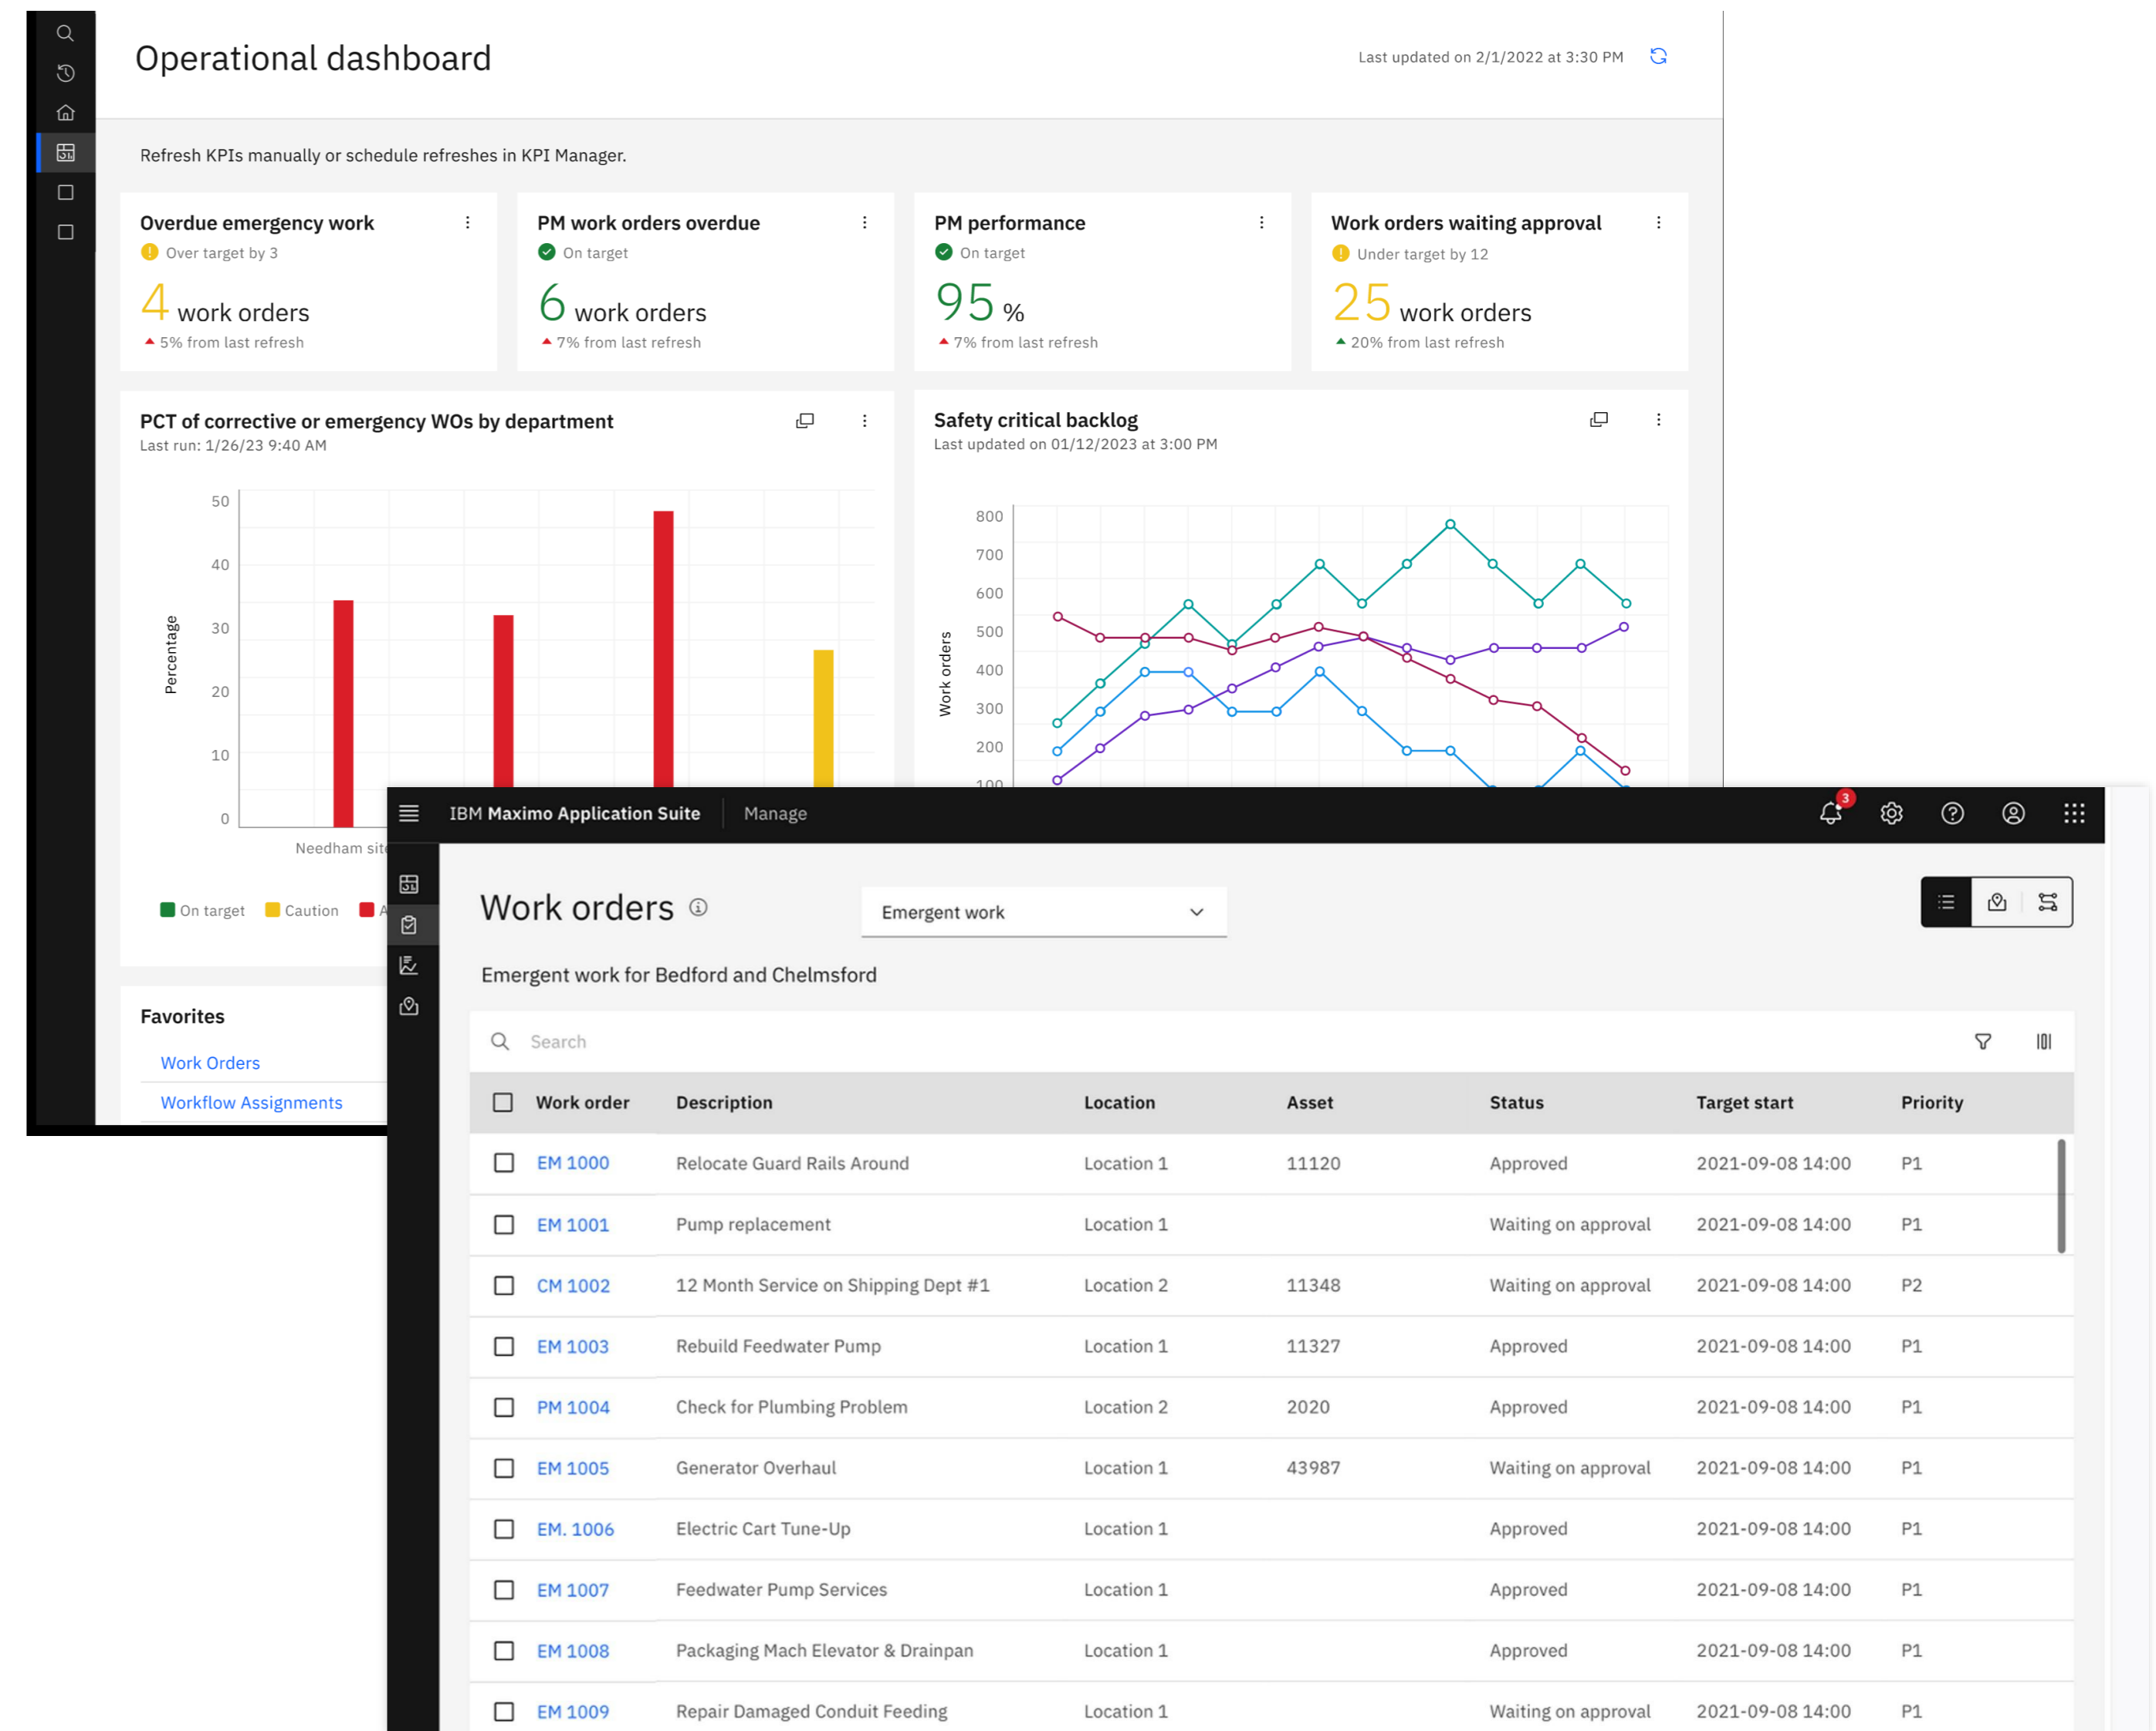 Operational dashboard
Last updated on 2/1/2022 at 3:30 PM
Refresh KPIs manually or schedule refreshes in KPI Manager.
Overdue emergency work
Over target by 3
4 work orders
5% from last refresh
PM work orders overdue
On target
6 work orders
7% from last refresh
PM performance
On target
95 %
7% from last refresh
Work orders waiting approval
Under target by 12
25 work orders
20% from last refresh
PCT of corrective or emergency WOs by department
Last run: 1/26/23 9:40 AM
50
40
30
20
10
0
Percentage
Needham site
On target Caution
Safety critical backlog
Last updated on 01/12/2023 at 3:00 PM
800
700
600
500
400
300
200
100
Work orders
Favorites
Work Orders
Workflow Assignments
IBM Maximo Application Suite Manage
3
Work orders
Emergent work
Emergent work for Bedford and Chelmsford
Search
Work order Description Location Asset Status Target start Priority
EM 1000 Relocate Guard Rails Around Location 1 11120 Approved 2021-09-08 14:00 P1
EM 1001 Pump replacement Location 1 Waiting on approval 2021-09-08 14:00 P1
CM 1002 12 Month Service on Shipping Dept #1 Location 2 11348 Waiting on approval 2021-09-08 14:00 P2
EM 1003 Rebuild Feedwater Pump Location 1 11327 Approved 2021-09-08 14:00 P1
PM 1004 Check for Plumbing Problem Location 2 2020 Approved 2021-09-08 14:00 P1
EM 1005 Generator Overhaul Location 1 43987 Waiting on approval 2021-09-08 14:00 P1
EM. 1006 Electric Cart Tune-Up Location 1 Approved 2021-09-08 14:00 P1
EM 1007 Feedwater Pump Services Location 1 Approved 2021-09-08 14:00 P1
EM 1008 Packaging Mach Elevator & Drainpan Location 1 Approved 2021-09-08 14:00 P1
EM 1009 Repair Damaged Conduit Feeding Location 1 Waiting on approval 2021-09-08 14:00 P1